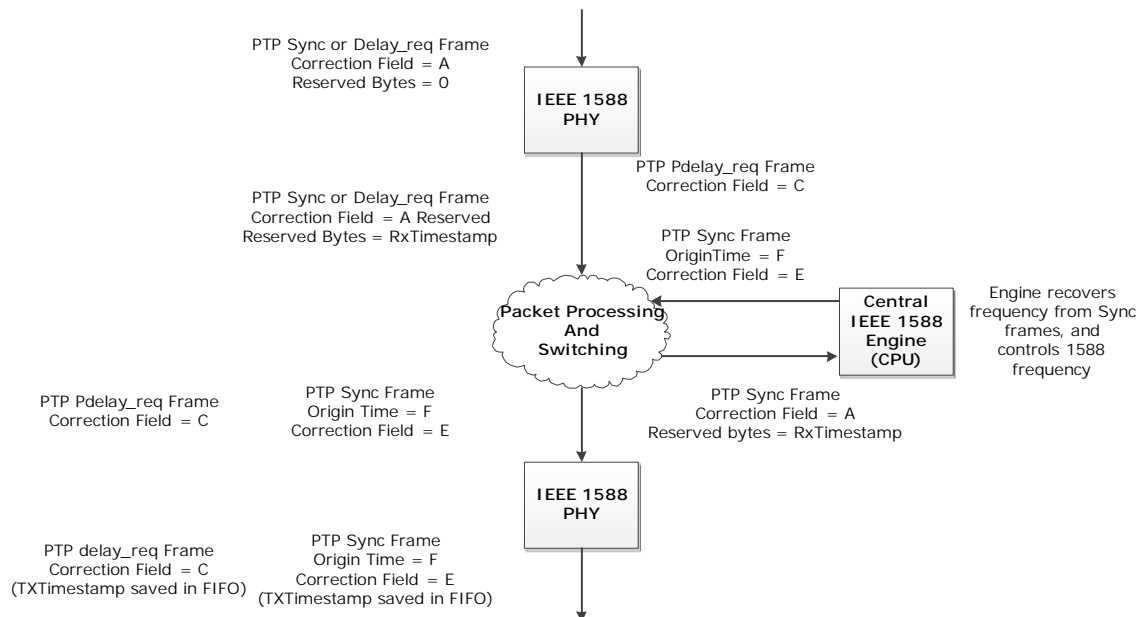 PTP Sync or Delay_req Frame
Correction Field = A
Reserved Bytes = 0
IEEE 1588
PHY
PTP Pdelay_req Frame
Correction Field = C
PTP Sync or Delay_req Frame
Correction Field = A Reserved
Reserved Bytes = RxTimestamp
PTP Sync Frame
OriginTime = F
Correction Field = E
Packet Processing
And
Switching
Central
IEEE 1588
Engine
(CPU)
Engine recovers
frequency from Sync
frames, and
controls 1588
frequency
PTP Pdelay_req Frame
Correction Field = C
PTP Sync Frame
Origin Time = F
Correction Field = E
PTP Sync Frame
Correction Field = A
Reserved bytes = RxTimestamp
IEEE 1588
PHY
PTP delay_req Frame
Correction Field = C
(TXTimestamp saved in FIFO)
PTP Sync Frame
Origin Time = F
Correction Field = E
(TXTimestamp saved in FIFO)